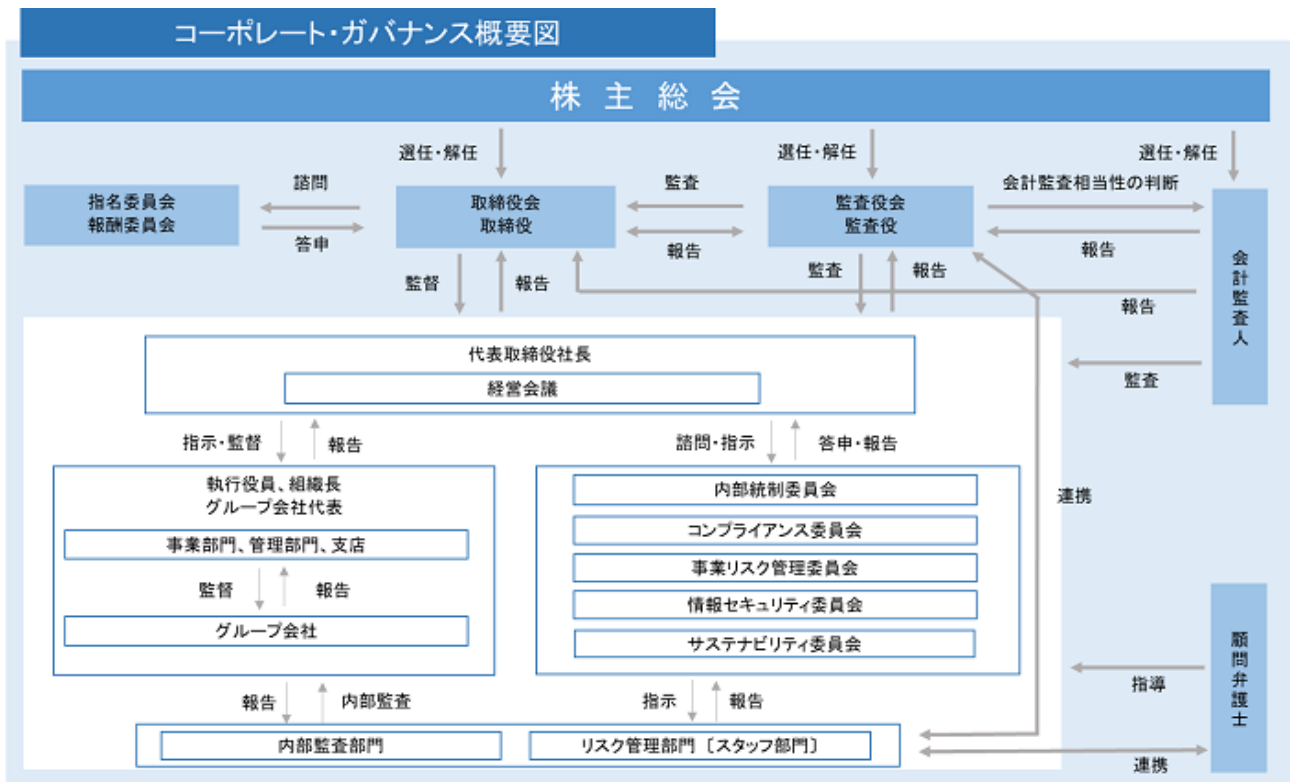 コーポレート・ガバナンス概要図
株主総会
選任・解任
選任・解任
選任・解任
指名委員会
報酬委員会
諮問
答申
取締役会
取締役
監査
報告
監査役会
監査役
会計監査相当性の判断
報告
会計監査人
監督
報告
監査
報告
報告
監査
代表取締役社長
経営会議
指示・監督
報告
諮問・指示
答申・報告
執行役員、組織長
グループ会社代表
事業部門、管理部門、支店
監督
報告
グループ会社
内部統制委員会
コンプライアンス委員会
事業リスク管理委員会
情報セキュリティ委員会
サステナビリティ委員会
連携
報告
内部監査
指示
報告
内部監査部門
リスク管理部門〔スタッフ部門〕
顧問弁護士
指導
連携